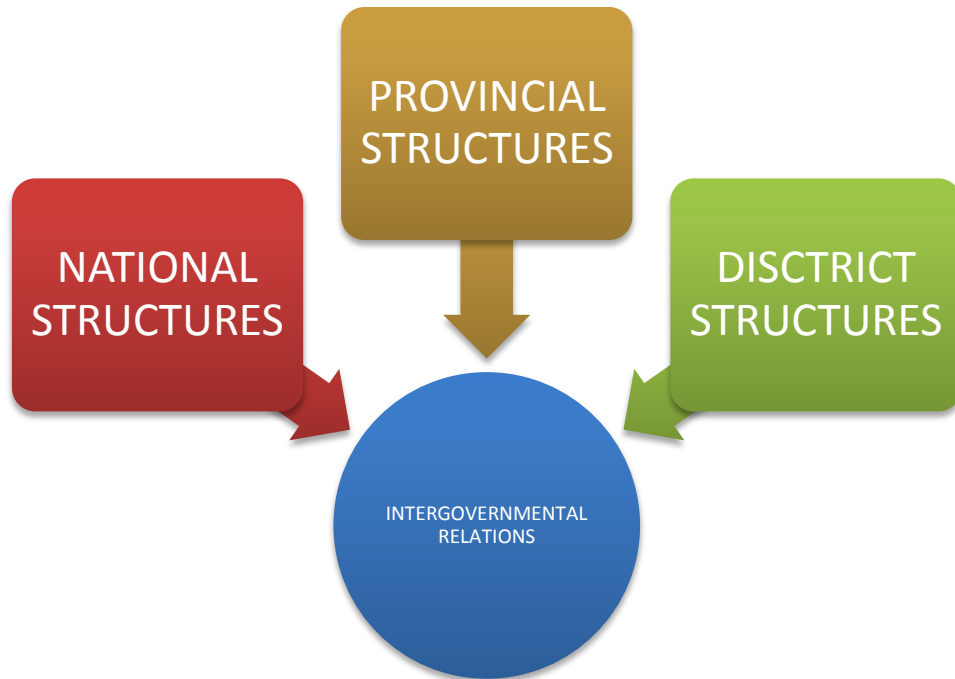 PROVINCIAL
STRUCTURES
NATIONAL
STRUCTURES
DISCTRICT
STRUCTURES
INTERGOVERNMENTAL
RELATIONS